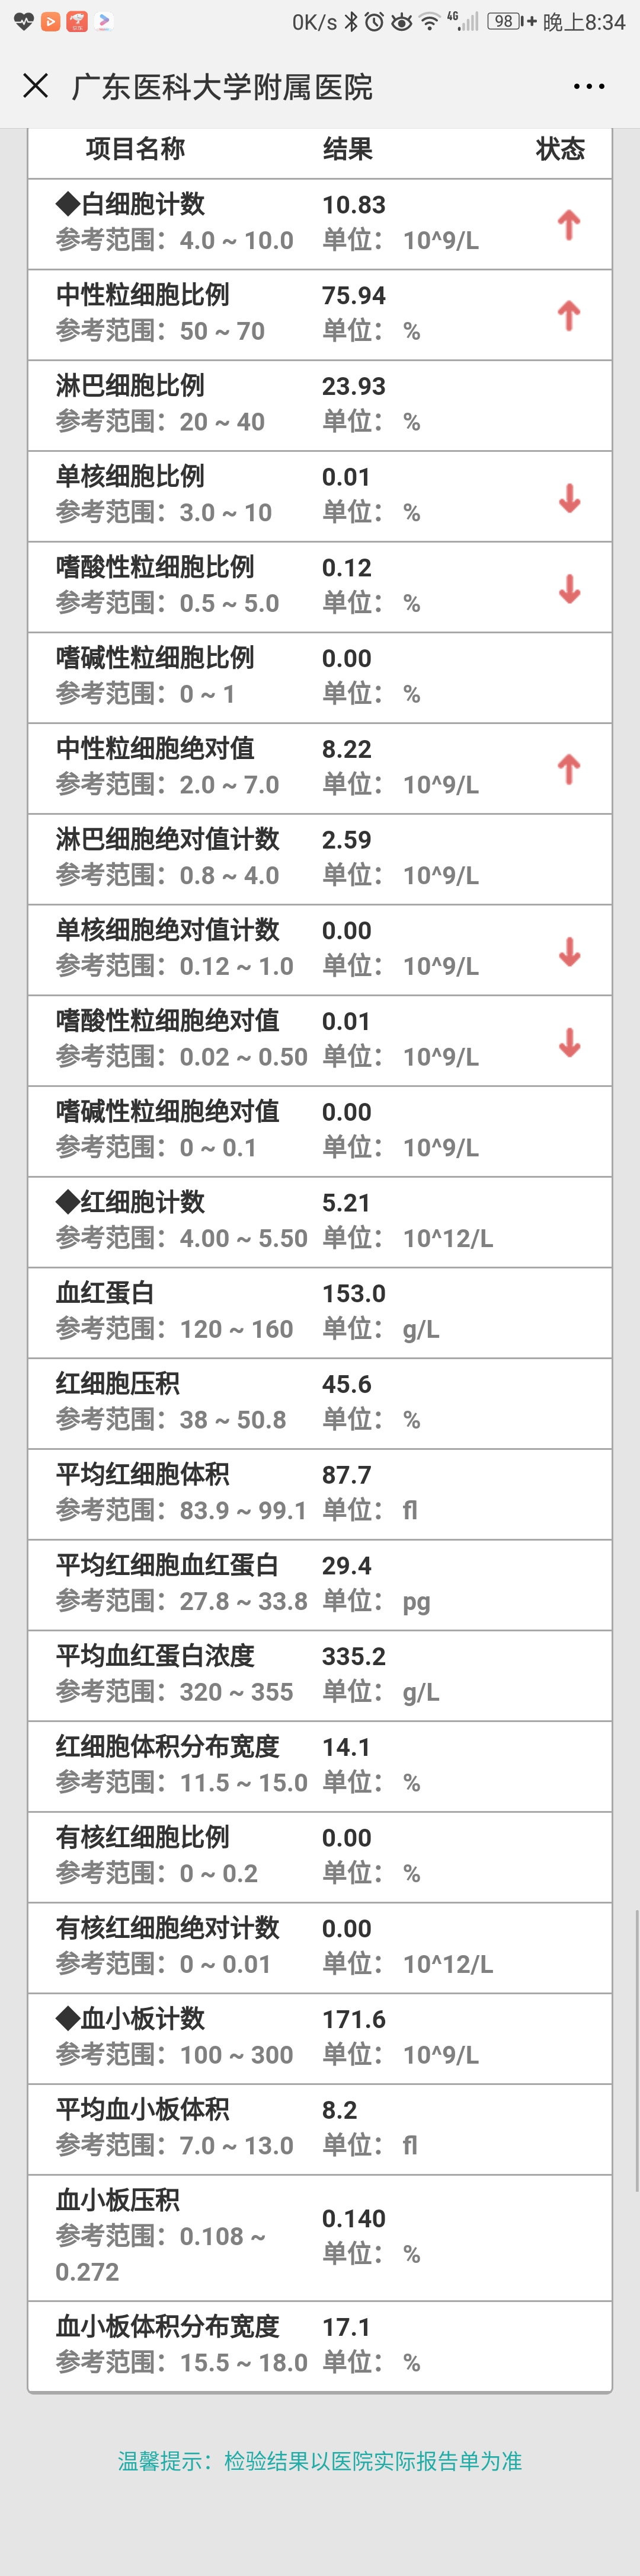 0K/s 4G 98 晚上8:34
广东医科大学附属医院
项目名称 结果 状态
◆白细胞计数 10.83
参考范围：4.0 ~ 10.0 单位： 10^9/L
中性粒细胞比例 75.94
参考范围：50 ~ 70 单位： %
淋巴细胞比例 23.93
参考范围：20 ~ 40 单位： %
单核细胞比例 0.01
参考范围：3.0 ~ 10 单位： %
嗜酸性粒细胞比例 0.12
参考范围：0.5 ~ 5.0 单位： %
嗜碱性粒细胞比例 0.00
参考范围：0 ~ 1 单位： %
中性粒细胞绝对值 8.22
参考范围：2.0 ~ 7.0 单位： 10^9/L
淋巴细胞绝对值计数 2.59
参考范围：0.8 ~ 4.0 单位： 10^9/L
单核细胞绝对值计数 0.00
参考范围：0.12 ~ 1.0 单位： 10^9/L
嗜酸性粒细胞绝对值 0.01
参考范围：0.02 ~ 0.50 单位： 10^9/L
嗜碱性粒细胞绝对值 0.00
参考范围：0 ~ 0.1 单位： 10^9/L
◆红细胞计数 5.21
参考范围：4.00 ~ 5.50 单位： 10^12/L
血红蛋白 153.0
参考范围：120 ~ 160 单位： g/L
红细胞压积 45.6
参考范围：38 ~ 50.8 单位： %
平均红细胞体积 87.7
参考范围：83.9 ~ 99.1 单位： fl
平均红细胞血红蛋白 29.4
参考范围：27.8 ~ 33.8 单位： pg
平均血红蛋白浓度 335.2
参考范围：320 ~ 355 单位： g/L
红细胞体积分布宽度 14.1
参考范围：11.5 ~ 15.0 单位： %
有核红细胞比例 0.00
参考范围：0 ~ 0.2 单位： %
有核红细胞绝对计数 0.00
参考范围：0 ~ 0.01 单位： 10^12/L
◆血小板计数 171.6
参考范围：100 ~ 300 单位： 10^9/L
平均血小板体积 8.2
参考范围：7.0 ~ 13.0 单位： fl
血小板压积
参考范围：0.108 ~ 0.140
0.272 单位： %
血小板体积分布宽度 17.1
参考范围：15.5 ~ 18.0 单位： %
温馨提示：检验结果以医院实际报告单为准